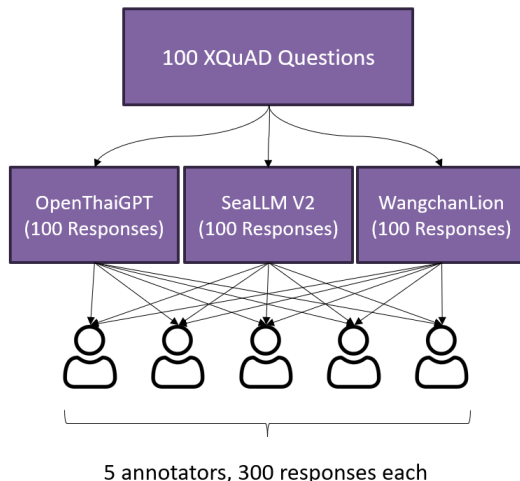 100 XQuAD Questions
OpenThaiGPT
(100 Responses)
SeaLLM V2
(100 Responses)
WangchanLion
(100 Responses)
5 annotators, 300 responses each